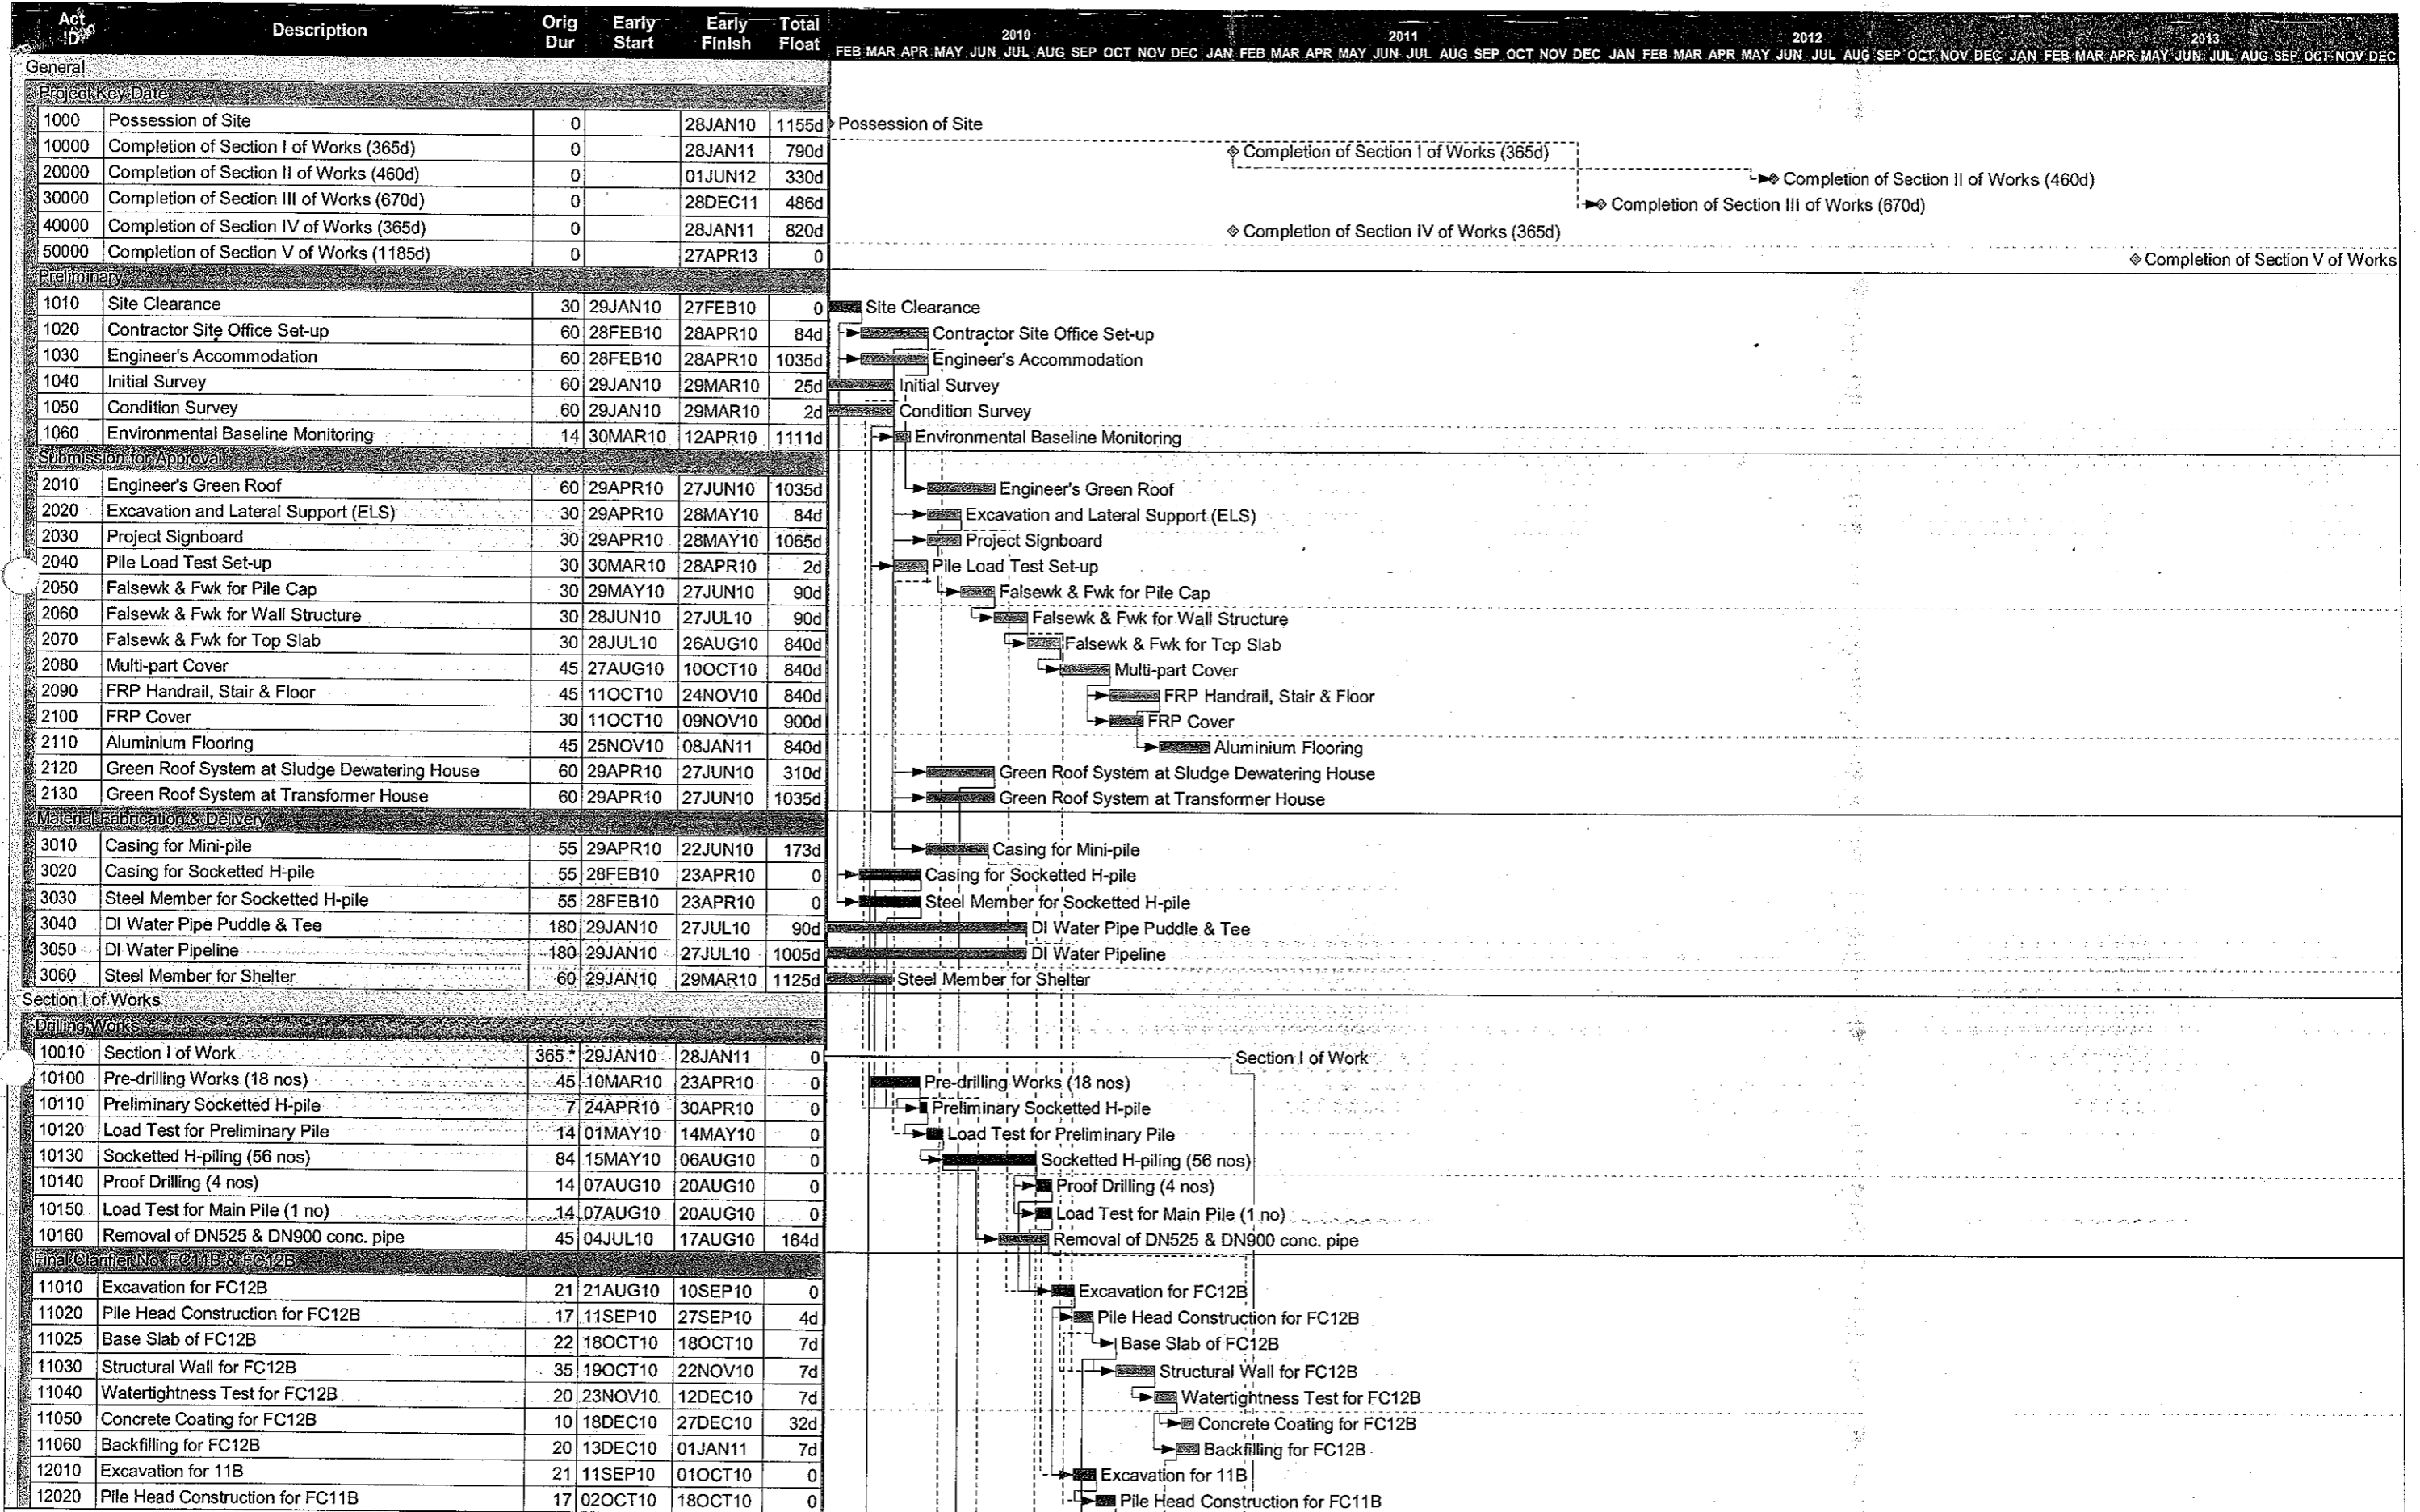 Act ID Description Orig Dur Early Start Early Finish Total Float
2010 2011 2012 2013
FEB MAR APR MAY JUN JUL AUG SEP OCT NOV DEC JAN FEB MAR APR MAY JUN JUL AUG SEP OCT NOV DEC JAN FEB MAR APR MAY JUN JUL AUG SEP OCT NOV DEC JAN FEB MAR APR MAY JUN JUL AUG SEP OCT NOV DEC
General
Project Key Date
1000 Possession of Site 0 28JAN10 1155d Possession of Site
10000 Completion of Section I of Works (365d) 0 28JAN11 790d Completion of Section I of Works (365d)
20000 Completion of Section II of Works (460d) 0 01JUN12 330d Completion of Section II of Works (460d)
30000 Completion of Section III of Works (670d) 0 28DEC11 486d Completion of Section III of Works (670d)
40000 Completion of Section IV of Works (365d) 0 28JAN11 820d Completion of Section IV of Works (365d)
50000 Completion of Section V of Works (1185d) 0 27APR13 0 Completion of Section V of Works
Preliminary
1010 Site Clearance 30 29JAN10 27FEB10 0 Site Clearance
1020 Contractor Site Office Set-up 60 28FEB10 28APR10 84d Contractor Site Office Set-up
1030 Engineer's Accommodation 60 28FEB10 28APR10 1035d Engineer's Accommodation
1040 Initial Survey 60 29JAN10 29MAR10 25d Initial Survey
1050 Condition Survey 60 29JAN10 29MAR10 2d Condition Survey
1060 Environmental Baseline Monitoring 14 30MAR10 12APR10 1111d Environmental Baseline Monitoring
Submission for Approval
2010 Engineer's Green Roof 60 29APR10 27JUN10 1035d Engineer's Green Roof
2020 Excavation and Lateral Support (ELS) 30 29APR10 28MAY10 84d Excavation and Lateral Support (ELS)
2030 Project Signboard 30 29APR10 28MAY10 1065d Project Signboard
2040 Pile Load Test Set-up 30 30MAR10 28APR10 2d Pile Load Test Set-up
2050 Falsewk & Fwk for Pile Cap 30 29MAY10 27JUN10 90d Falsewk & Fwk for Pile Cap
2060 Falsewk & Fwk for Wall Structure 30 28JUN10 27JUL10 90d Falsewk & Fwk for Wall Structure
2070 Falsewk & Fwk for Top Slab 30 28JUL10 26AUG10 840d Falsewk & Fwk for Top Slab
2080 Multi-part Cover 45 27AUG10 10OCT10 840d Multi-part Cover
2090 FRP Handrail, Stair & Floor 45 11OCT10 24NOV10 840d FRP Handrail, Stair & Floor
2100 FRP Cover 30 11OCT10 09NOV10 900d FRP Cover
2110 Aluminium Flooring 45 25NOV10 08JAN11 840d Aluminium Flooring
2120 Green Roof System at Sludge Dewatering House 60 29APR10 27JUN10 310d Green Roof System at Sludge Dewatering House
2130 Green Roof System at Transformer House 60 29APR10 27JUN10 1035d Green Roof System at Transformer House
Material Fabrication & Delivery
3010 Casing for Mini-pile 55 29APR10 22JUN10 173d Casing for Mini-pile
3020 Casing for Socketted H-pile 55 28FEB10 23APR10 0 Casing for Socketted H-pile
3030 Steel Member for Socketted H-pile 55 28FEB10 23APR10 0 Steel Member for Socketted H-pile
3040 DI Water Pipe Puddle & Tee 180 29JAN10 27JUL10 90d DI Water Pipe Puddle & Tee
3050 DI Water Pipeline 180 29JAN10 27JUL10 1005d DI Water Pipeline
3060 Steel Member for Shelter 60 29JAN10 29MAR10 1125d Steel Member for Shelter
Section I of Works
Drilling Works
10010 Section I of Work 365* 29JAN10 28JAN11 0 Section I of Work
10100 Pre-drilling Works (18 nos) 45 10MAR10 23APR10 0 Pre-drilling Works (18 nos)
10110 Preliminary Socketted H-pile 7 24APR10 30APR10 0 Preliminary Socketted H-pile
10120 Load Test for Preliminary Pile 14 01MAY10 14MAY10 0 Load Test for Preliminary Pile
10130 Socketted H-piling (56 nos) 84 15MAY10 06AUG10 0 Socketted H-piling (56 nos)
10140 Proof Drilling (4 nos) 14 07AUG10 20AUG10 0 Proof Drilling (4 nos)
10150 Load Test for Main Pile (1 no) 14 07AUG10 20AUG10 0 Load Test for Main Pile (1 no)
10160 Removal of DN525 & DN900 conc. pipe 45 04JUL10 17AUG10 164d Removal of DN525 & DN900 conc. pipe
Final Clarifier No. FC11B & FC12B
11010 Excavation for FC12B 21 21AUG10 10SEP10 0 Excavation for FC12B
11020 Pile Head Construction for FC12B 17 11SEP10 27SEP10 4d Pile Head Construction for FC12B
11025 Base Slab of FC12B 22 18OCT10 18OCT10 7d Base Slab of FC12B
11030 Structural Wall for FC12B 35 19OCT10 22NOV10 7d Structural Wall for FC12B
11040 Watertightness Test for FC12B 20 23NOV10 12DEC10 7d Watertightness Test for FC12B
11050 Concrete Coating for FC12B 10 18DEC10 27DEC10 32d Concrete Coating for FC12B
11060 Backfilling for FC12B 20 13DEC10 01JAN11 7d Backfilling for FC12B
12010 Excavation for 11B 21 11SEP10 01OCT10 0 Excavation for 11B
12020 Pile Head Construction for FC11B 17 02OCT10 18OCT10 0 Pile Head Construction for FC11B